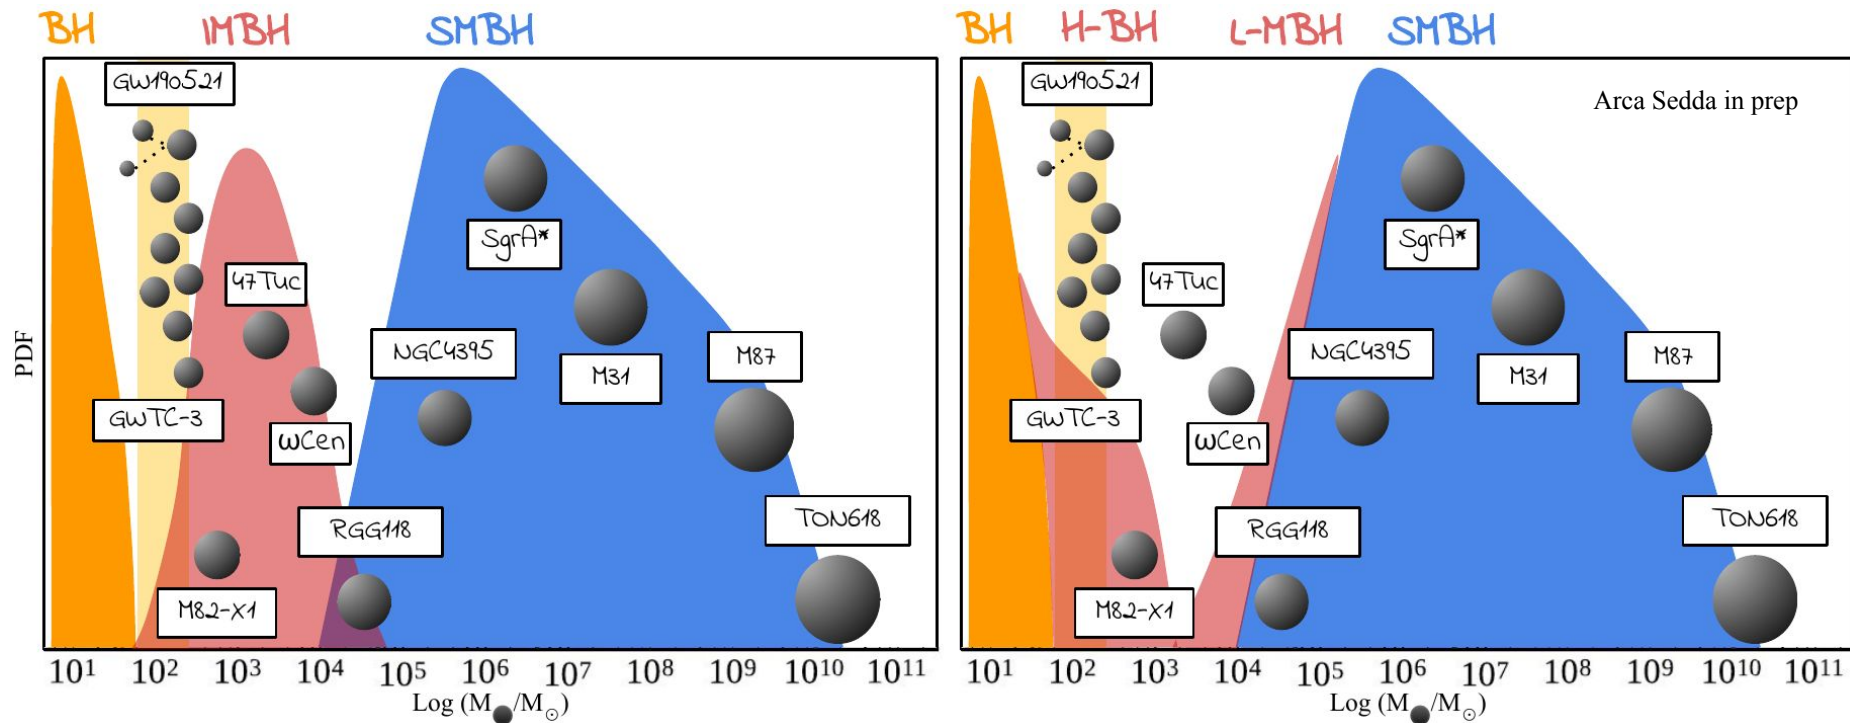 BH IMBH SMBH
GW190521
47Tuc
SgrA*
NGC4395
M31
M87
GWTC-3
ωCen
RGG118
TON618
M82-X1
PDF
10¹ 10² 10³ 10⁴ 10⁵ 10⁶ 10⁷ 10⁸ 10⁹ 10¹⁰ 10¹¹
Log (M●/M☉)
BH H-BH L-MBH SMBH
GW190521
Arca Sedda in prep
47Tuc
SgrA*
NGC4395
M31
M87
GWTC-3
ωCen
RGG118
TON618
M82-X1
10¹ 10² 10³ 10⁴ 10⁵ 10⁶ 10⁷ 10⁸ 10⁹ 10¹⁰ 10¹¹
Log (M●/M☉)